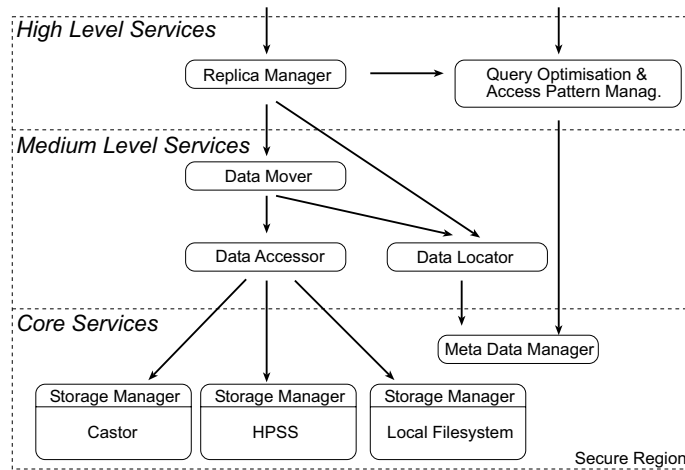 High Level Services
Replica Manager
Query Optimisation &
Access Pattern Manag.
Medium Level Services
Data Mover
Data Accessor
Data Locator
Core Services
Meta Data Manager
Storage Manager
Castor
Storage Manager
HPSS
Storage Manager
Local Filesystem
Secure Region